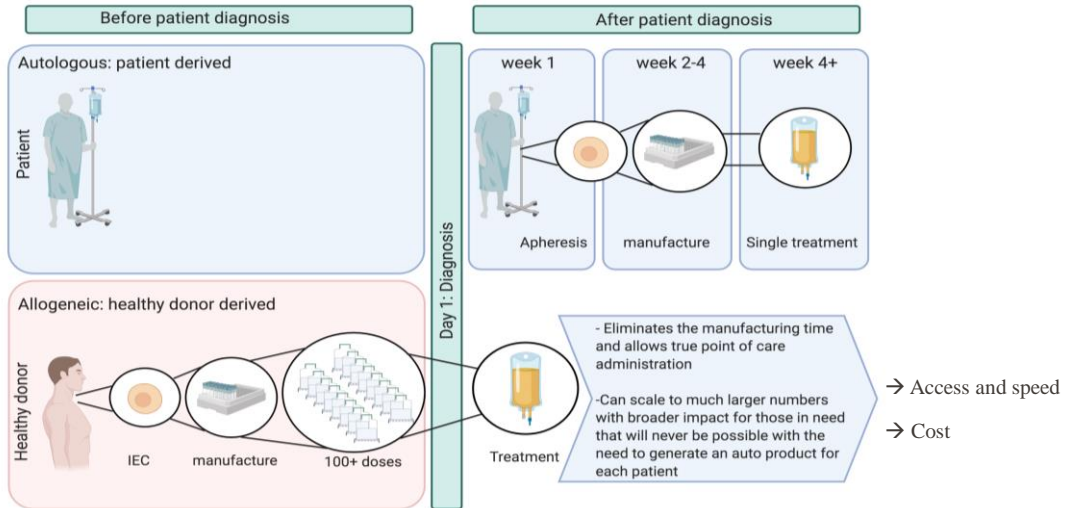 Before patient diagnosis
After patient diagnosis
Autologous: patient derived
Patient
Day 1: Diagnosis
week 1
week 2-4
week 4+
Apheresis
manufacture
Single treatment
Allogeneic: healthy donor derived
Healthy donor
IEC
manufacture
100+ doses
Treatment
- Eliminates the manufacturing time
and allows true point of care
administration
-Can scale to much larger numbers
with broader impact for those in need
that will never be possible with the
need to generate an auto product for
each patient
→ Access and speed
→ Cost